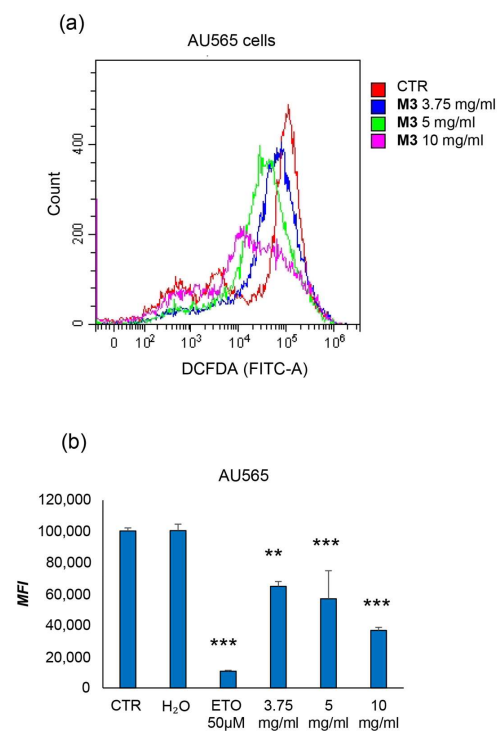 (a)
AU565 cells
CTR
M3 3.75 mg/ml
M3 5 mg/ml
M3 10 mg/ml
Count
400
200
0
0 10² 10³ 10⁴ 10⁵ 10⁶
DCFDA (FITC-A)
(b)
AU565
MFI
120,000
100,000
80,000
60,000
40,000
20,000
0
***
**
***
***
CTR H₂O ETO 3.75 5 10
50µM mg/ml mg/ml mg/ml